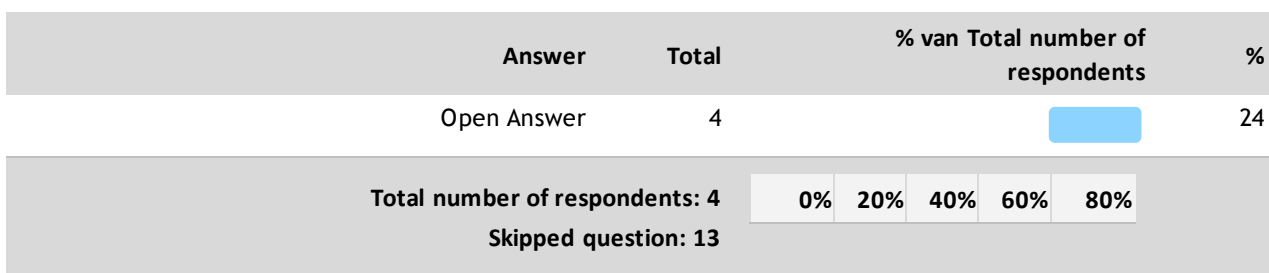 Answer Total % van Total number of respondents %
Open Answer 4 24
Total number of respondents: 4 0% 20% 40% 60% 80%
Skipped question: 13